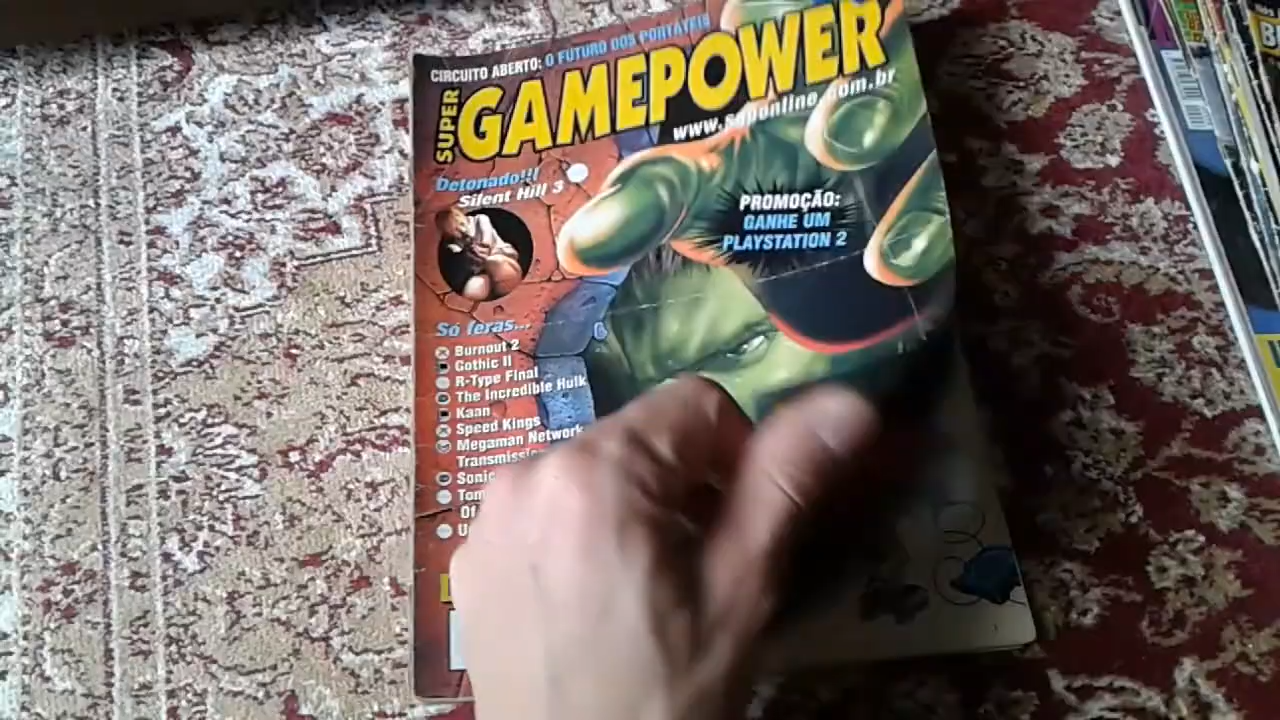 CIRCUITO ABERTO: O FUTURO DOS PORTÁTEIS
SUPER
GAMEPOWER
www.sgponline.com.br
Detonado!!!
Silent Hill 3
PROMOÇÃO:
GANHE UM
PLAYSTATION 2
Só feras...
Burnout 2
Gothic II
R-Type Final
The Incredible Hulk
Kaan
Speed Kings
Megaman Network
Sonic
Of